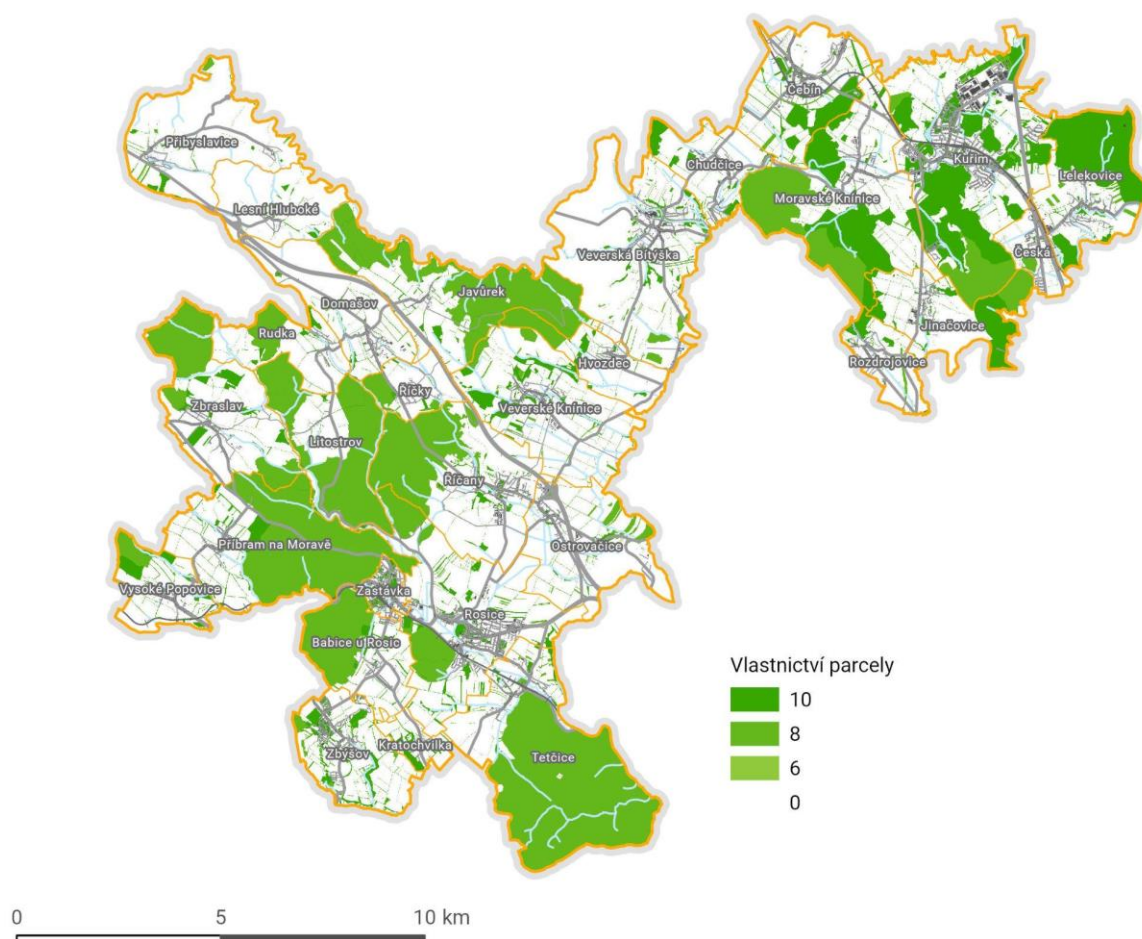 Čebín
Přibyslavice
Kuřim
Chudčice
Lelekovice
Moravské Knínice
Lesní Hluboké
Veverská Bítýška
Česká
Javůrek
Domašov
Jinačovice
Rudka
Hvozdec
Rozdrojovice
Říčky
Zbraslav
Veverské Knínice
Litostrov
Říčany
Příbram na Moravě
Ostrovačice
Vysoké Popovice
Zastávka
Rosice
Babice u Rosic
Vlastnictví parcely
10
8
6
0
Zbýšov
Kratochvilka
Tetčice
0 5 10 km